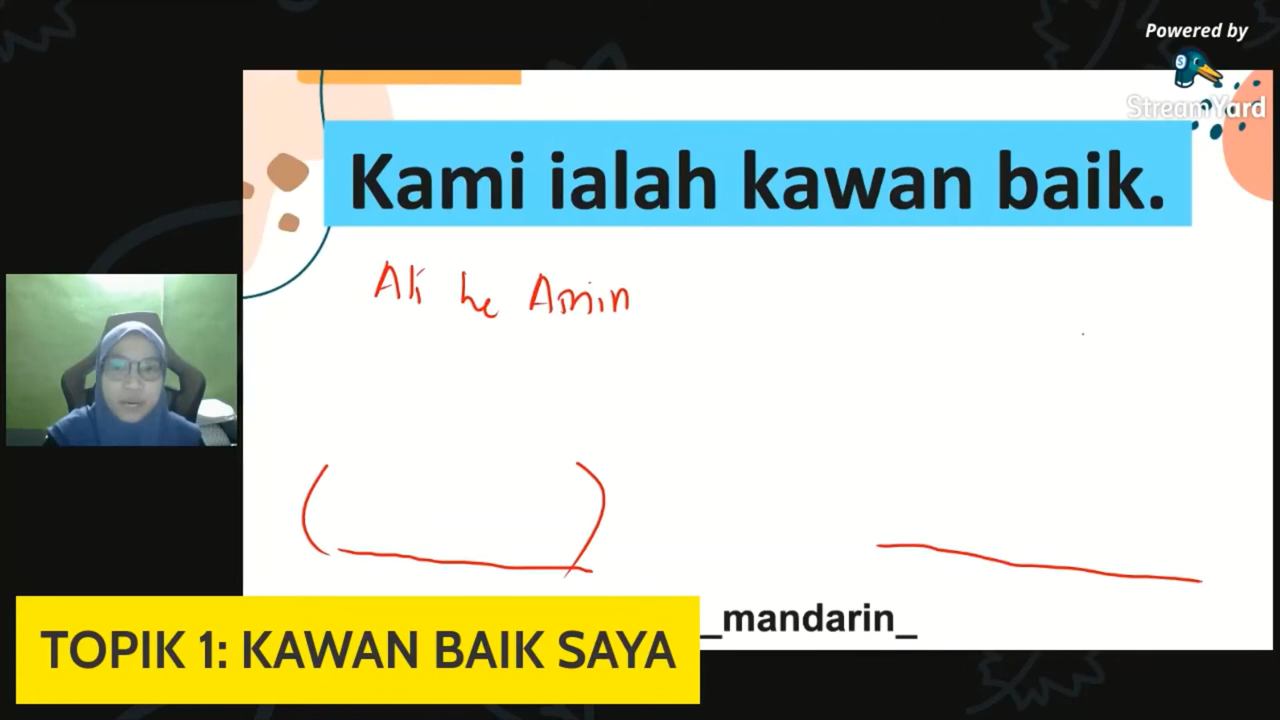 Powered by
StreamYard
Kami ialah kawan baik.
Ali he Amin
_mandarin_
TOPIK 1: KAWAN BAIK SAYA